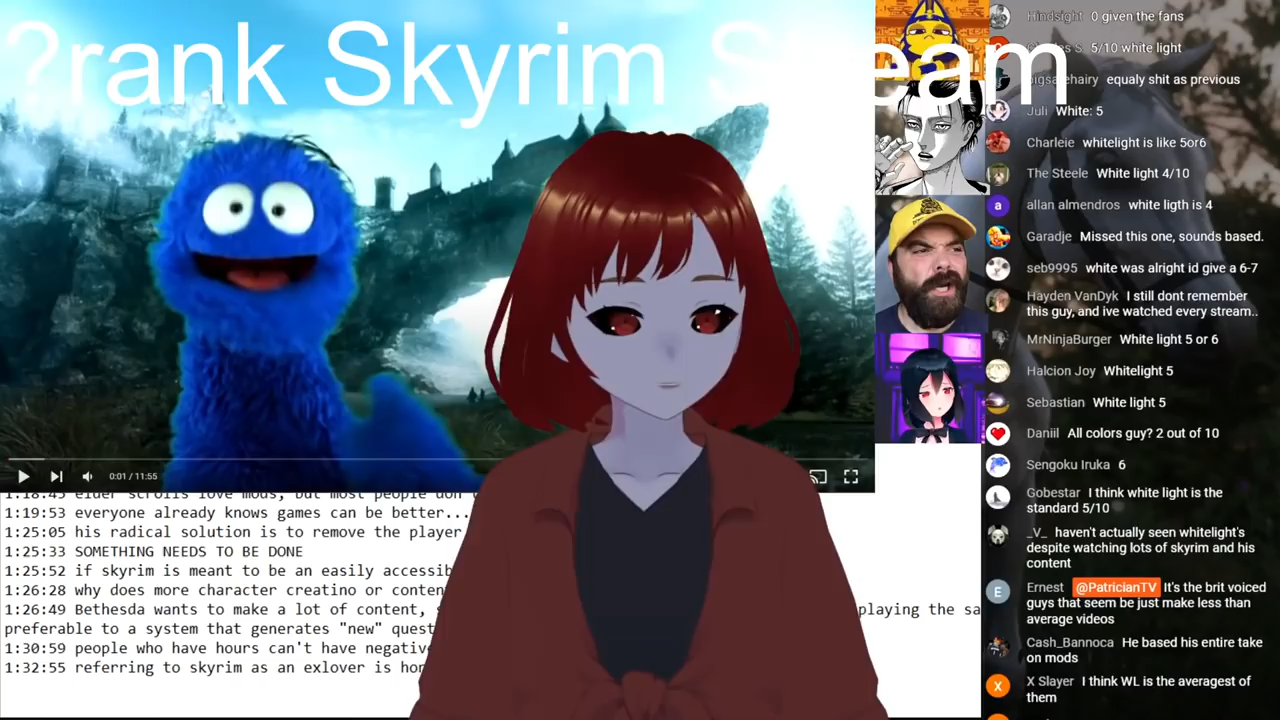 ?rank Skyrim S eam
0:01 / 11:55
1:18:45 elder scrolls love mods, but most people don
1:19:53 everyone already knows games can be better...
1:25:05 his radical solution is to remove the player
1:25:33 SOMETHING NEEDS TO BE DONE
1:25:52 if skyrim is meant to be an easily
1:26:28 why does more character creatino or
1:26:49 Bethesda wants to make a lot of content, playing the
preferable to a system that generates "new"
1:30:59 people who have hours can't have
1:32:55 referring to skyrim as an exlover is
Hindsight 0 given the fans
S. 5/10 white light
equaly shit as previous
Juli White: 5
Charleie whitelight is like 5or6
The Steele White light 4/10
allan almendros white ligth is 4
Garadje Missed this one, sounds based.
seb9995 white was alright id give a 6-7
Hayden VanDyk I still dont remember
this guy, and ive watched every stream..
MrNinjaBurger White light 5 or 6
Halcion Joy Whitelight 5
Sebastian White light 5
Daniil All colors guy? 2 out of 10
Sengoku Iruka 6
Gobestar I think white light is the
standard 5/10
_V_ haven't actually seen whitelight's
despite watching lots of skyrim and his
content
E
Ernest @PatricianTV It's the brit voiced
guys that seem be just make less than
average videos
Cash_Bannoca He based his entire take
on mods
X
X Slayer I think WL is the averagest of
them
a